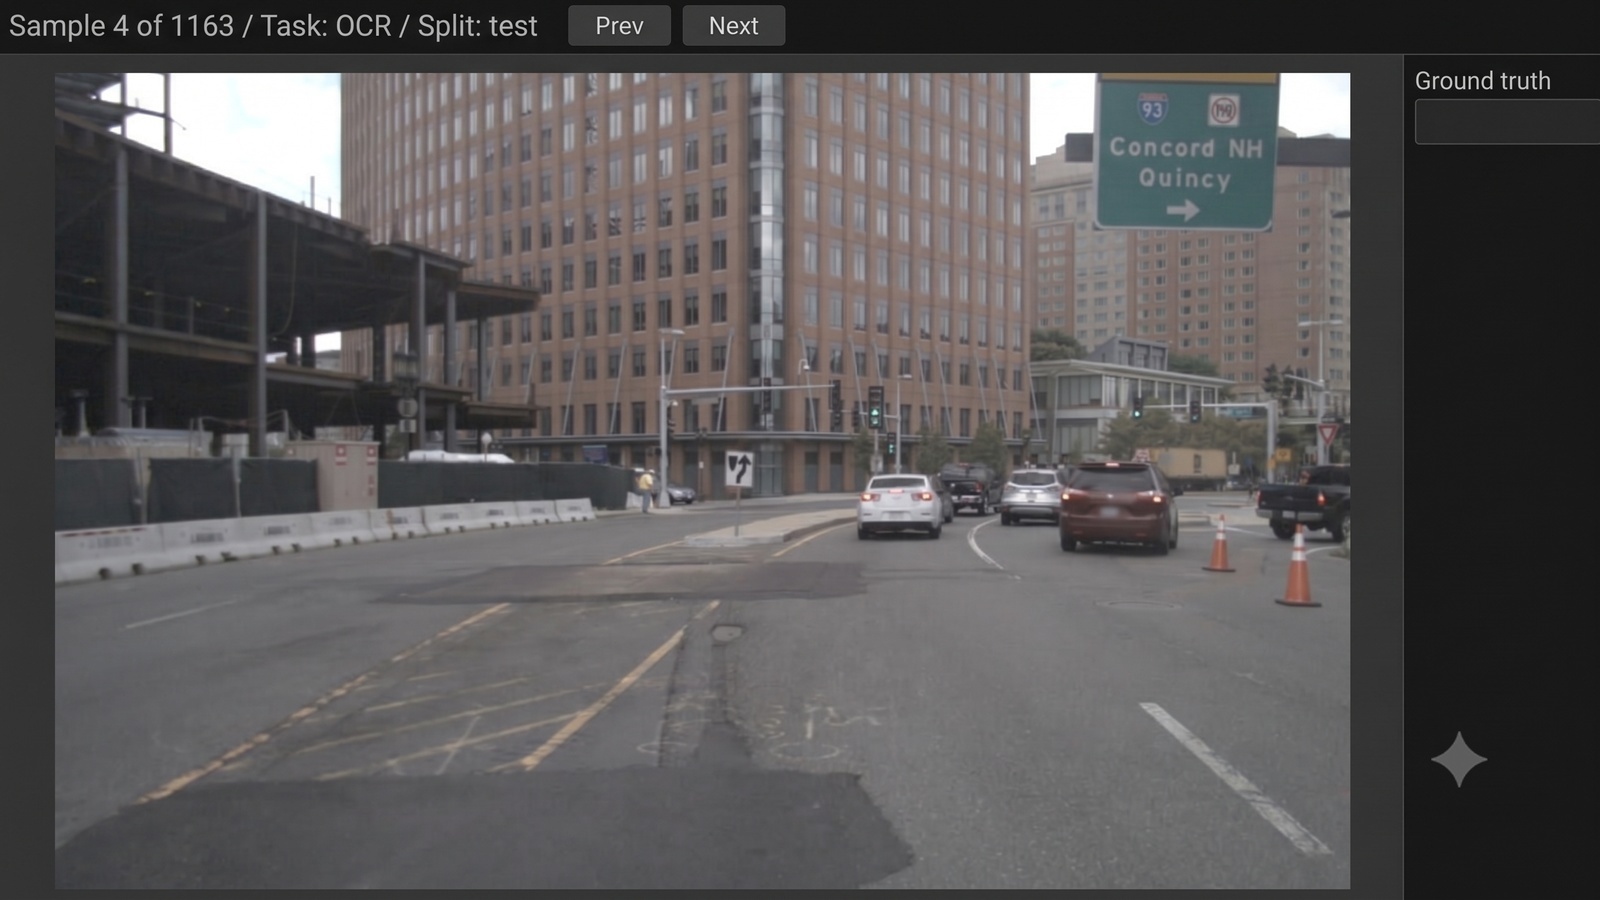 Sample 4 of 1163 / Task: OCR / Split: test
Prev
Next
Ground truth
93
Concord NH
Quincy